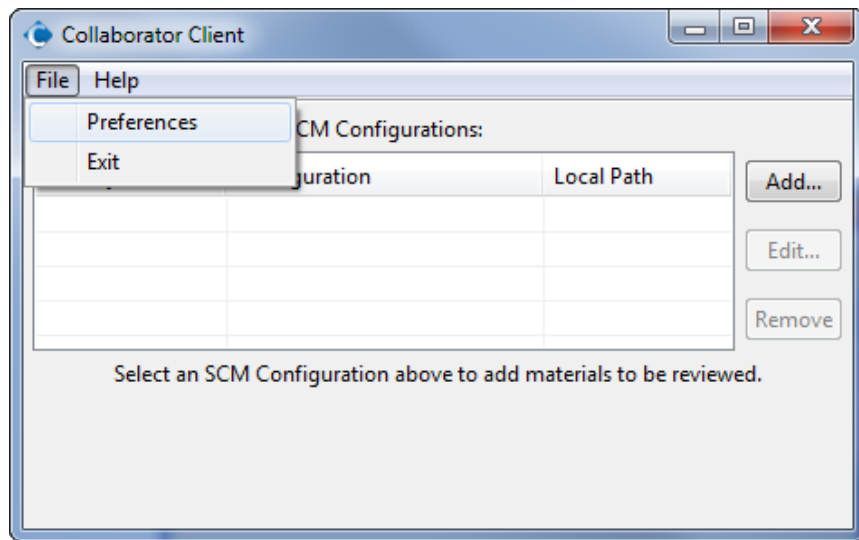 Collaborator Client
File Help
Preferences
CM Configurations:
Exit
Local Path
Add...
Edit...
Remove
Select an SCM Configuration above to add materials to be reviewed.